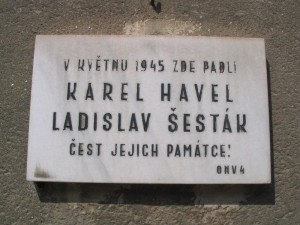 V KVĚTNU 1945 ZDE PADLI
KAREL HAVEL
LADISLAV ŠESTÁK
ČEST JEJICH PAMÁTCE!
ONV4